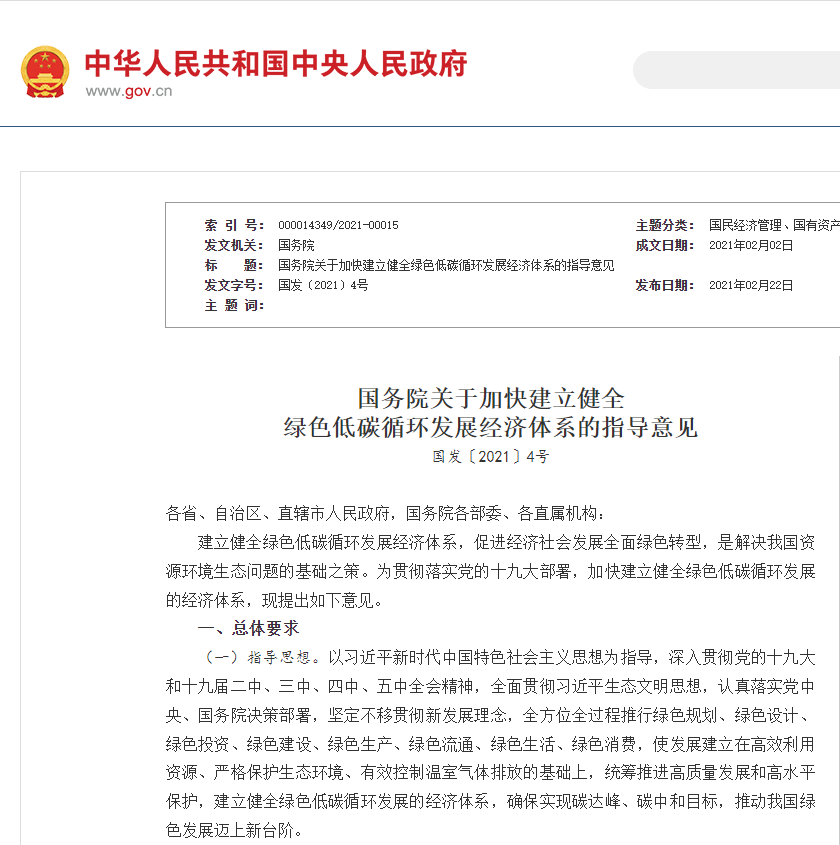 中华人民共和国中央人民政府
www.gov.cn
索 引 号： 000014349/2021-00015 主题分类： 国民经济管理、国有资产
发文机关： 国务院 成文日期： 2021年02月02日
标 题： 国务院关于加快建立健全绿色低碳循环发展经济体系的指导意见
发文字号： 国发〔2021〕4号 发布日期： 2021年02月22日
主 题 词：
国务院关于加快建立健全
绿色低碳循环发展经济体系的指导意见
国发〔2021〕4号
各省、自治区、直辖市人民政府，国务院各部委、各直属机构：
建立健全绿色低碳循环发展经济体系，促进经济社会发展全面绿色转型，是解决我国资
源环境生态问题的基础之策。为贯彻落实党的十九大部署，加快建立健全绿色低碳循环发展
的经济体系，现提出如下意见。
一、总体要求
（一）指导思想。以习近平新时代中国特色社会主义思想为指导，深入贯彻党的十九大
和十九届二中、三中、四中、五中全会精神，全面贯彻习近平生态文明思想，认真落实党中
央、国务院决策部署，坚定不移贯彻新发展理念，全方位全过程推行绿色规划、绿色设计、
绿色投资、绿色建设、绿色生产、绿色流通、绿色生活、绿色消费，使发展建立在高效利用
资源、严格保护生态环境、有效控制温室气体排放的基础上，统筹推进高质量发展和高水平
保护，建立健全绿色低碳循环发展的经济体系，确保实现碳达峰、碳中和目标，推动我国绿
色发展迈上新台阶。